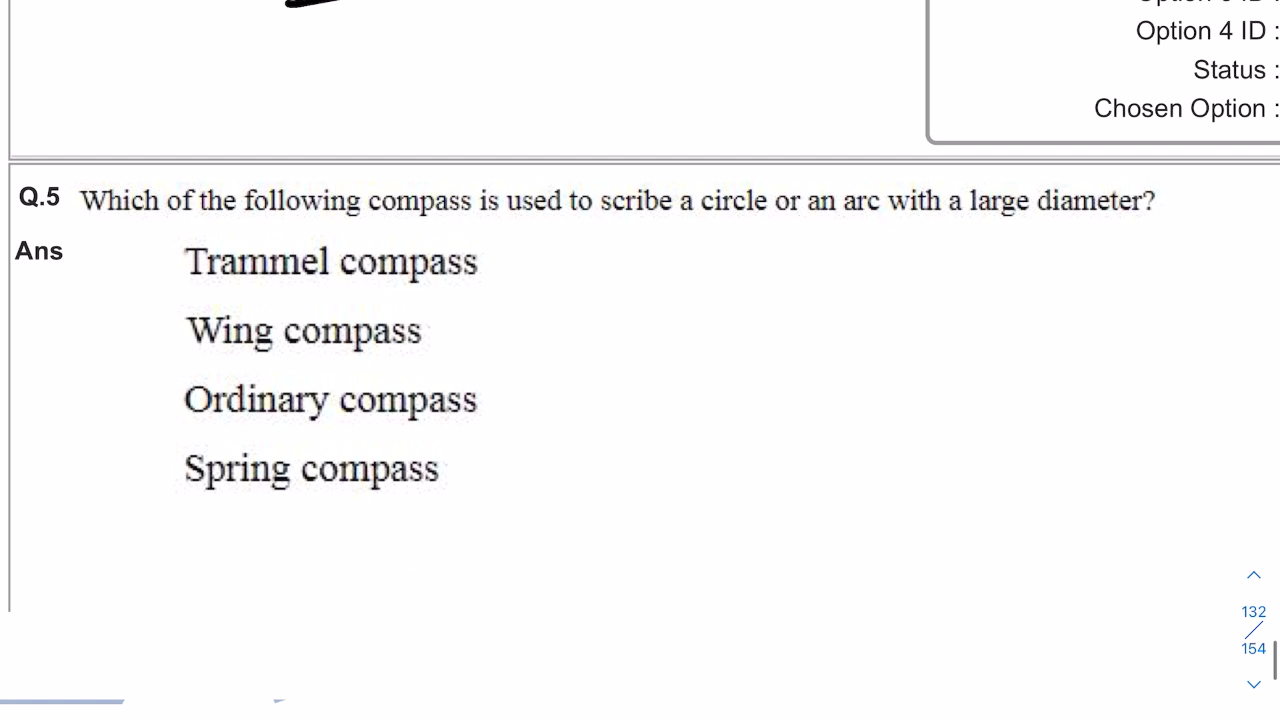 Option 4 ID :
Status :
Chosen Option :
Q.5 Which of the following compass is used to scribe a circle or an arc with a large diameter?
Ans
Trammel compass
Wing compass
Ordinary compass
Spring compass
132
154